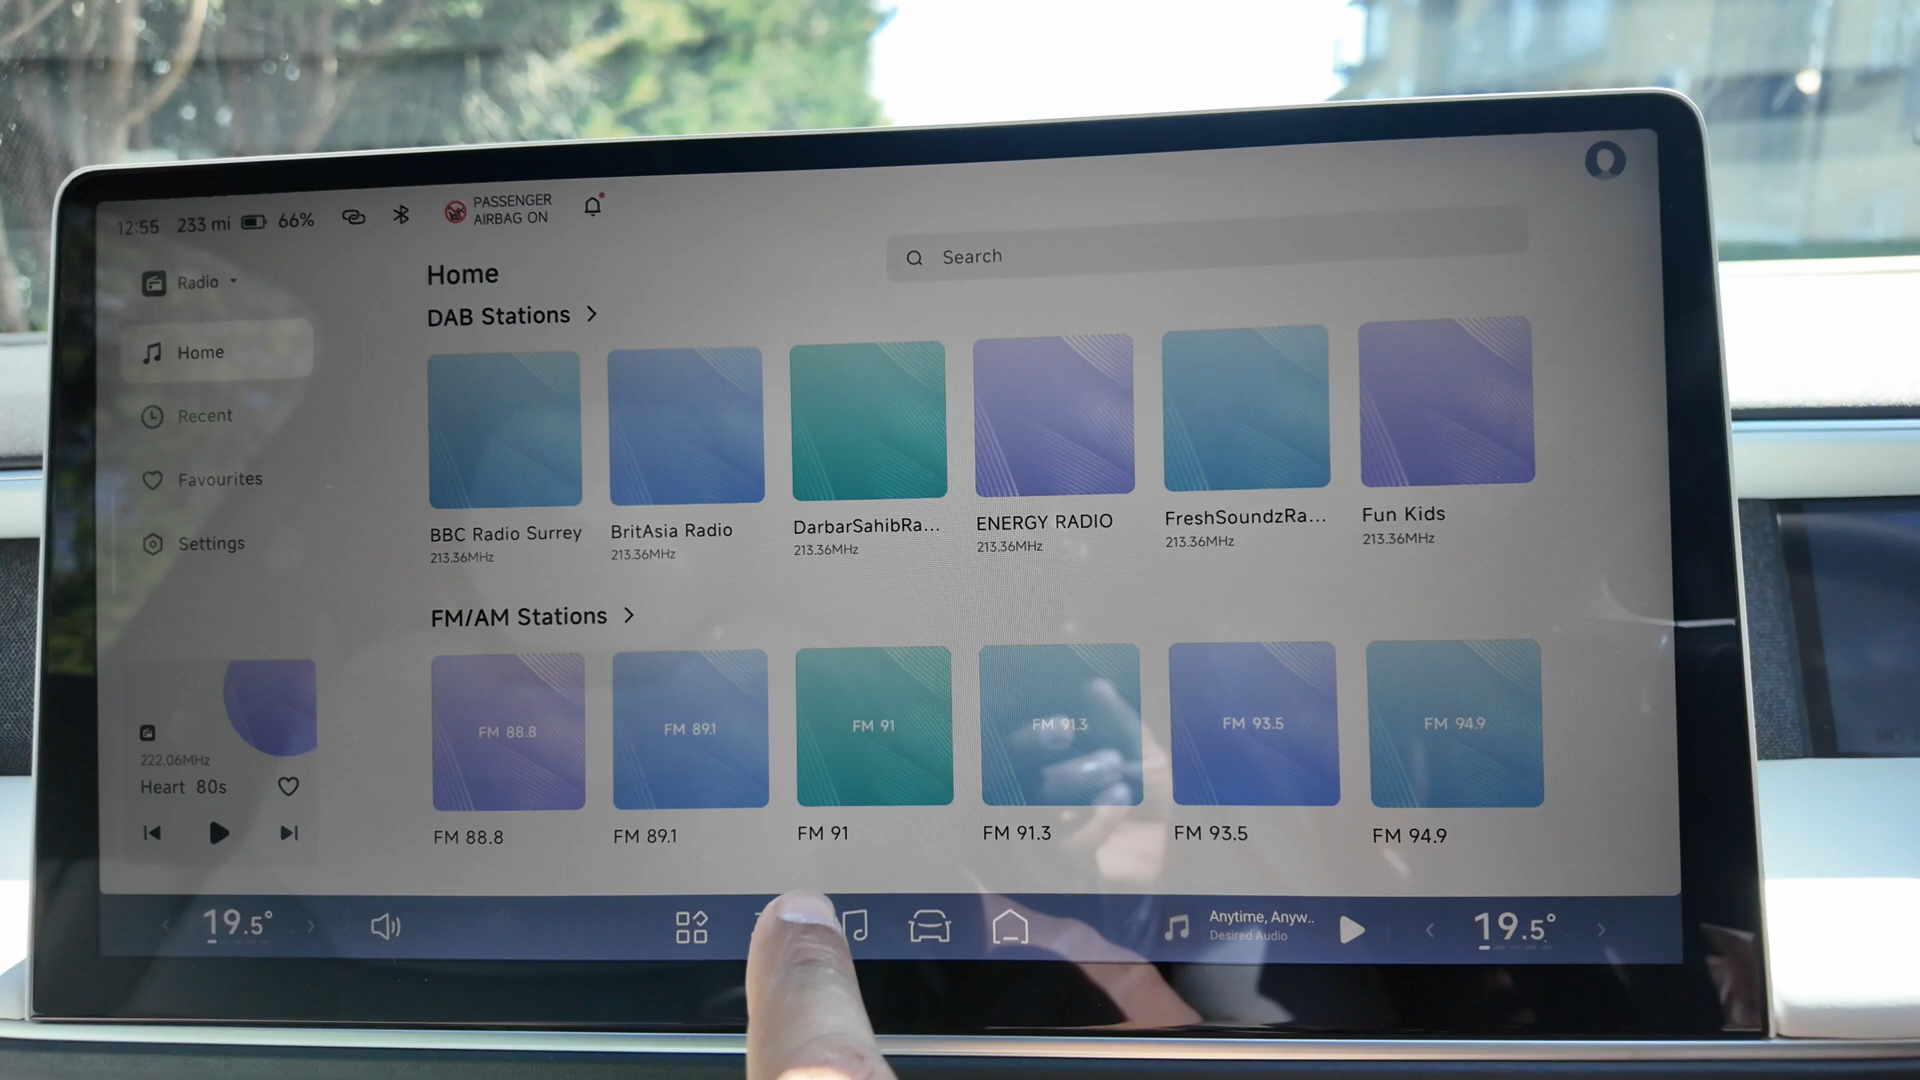 12:55 233 mi 66% PASSENGER
AIRBAG ON
Radio
Home
Recent
Favourites
Settings
222.06MHz
Heart 80s
Home
Search
DAB Stations
BBC Radio Surrey
213.36MHz
BritAsia Radio
213.36MHz
DarbarSahibRa...
213.36MHz
ENERGY RADIO
213.36MHz
FreshSoundzRa...
213.36MHz
Fun Kids
213.36MHz
FM/AM Stations
FM 88.8
FM 88.8
FM 89.1
FM 89.1
FM 91
FM 91
FM 91.3
FM 91.3
FM 93.5
FM 93.5
FM 94.9
FM 94.9
19.5°
Anytime, Anyw..
Desired Audio
19.5°